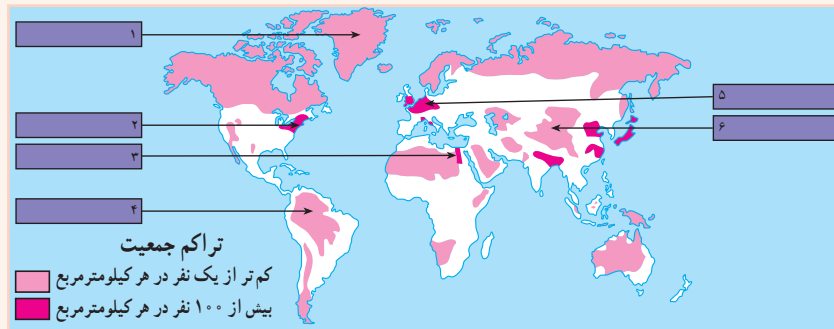 ۱
۲
۳
۴
۵
۶
تراکم جمعیت
کم تر از یک نفر در هر کیلومترمربع
بیش از ۱۰۰ نفر در هر کیلومترمربع